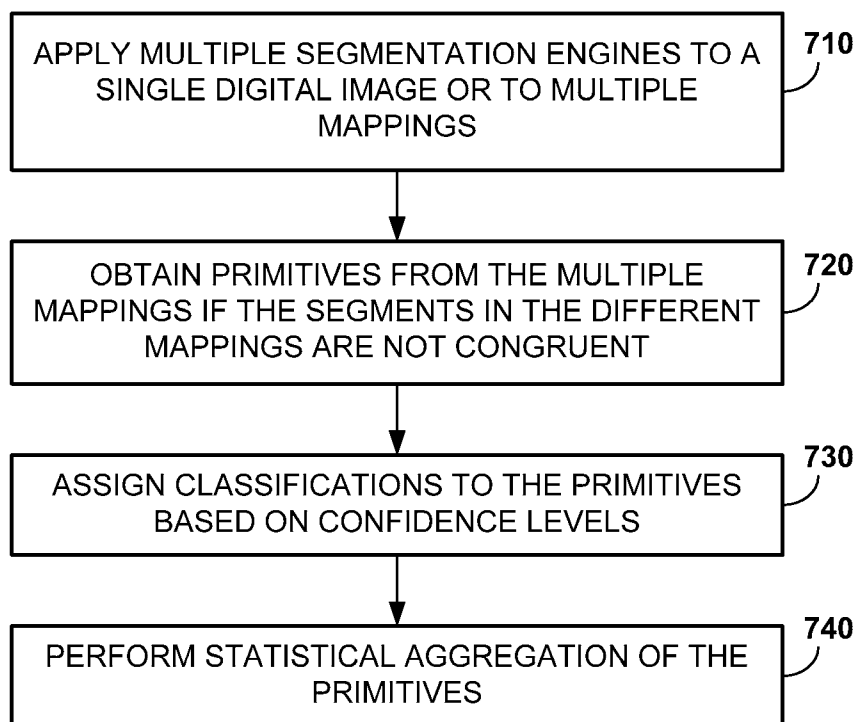 APPLY MULTIPLE SEGMENTATION ENGINES TO A
SINGLE DIGITAL IMAGE OR TO MULTIPLE
MAPPINGS
710
OBTAIN PRIMITIVES FROM THE MULTIPLE
MAPPINGS IF THE SEGMENTS IN THE DIFFERENT
MAPPINGS ARE NOT CONGRUENT
720
ASSIGN CLASSIFICATIONS TO THE PRIMITIVES
BASED ON CONFIDENCE LEVELS
730
PERFORM STATISTICAL AGGREGATION OF THE
PRIMITIVES
740